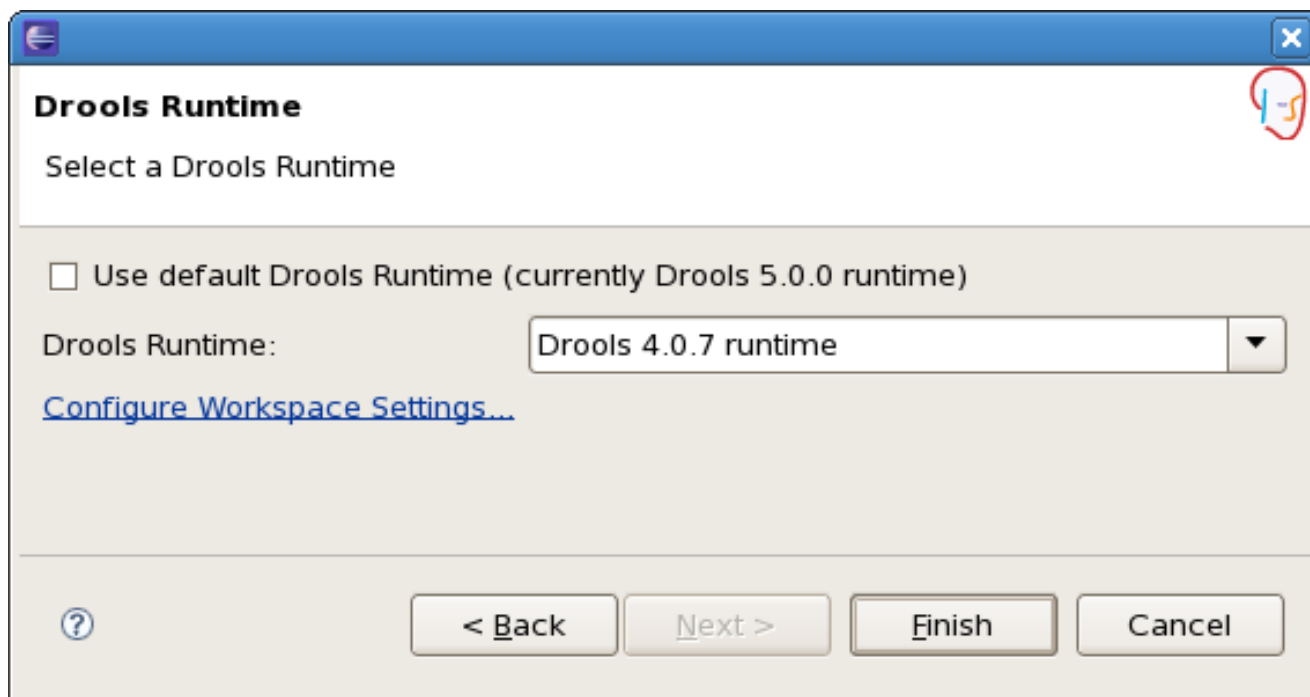 Drools Runtime
Select a Drools Runtime
Use default Drools Runtime (currently Drools 5.0.0 runtime)
Drools Runtime: Drools 4.0.7 runtime
Configure Workspace Settings...
< Back Next > Finish Cancel